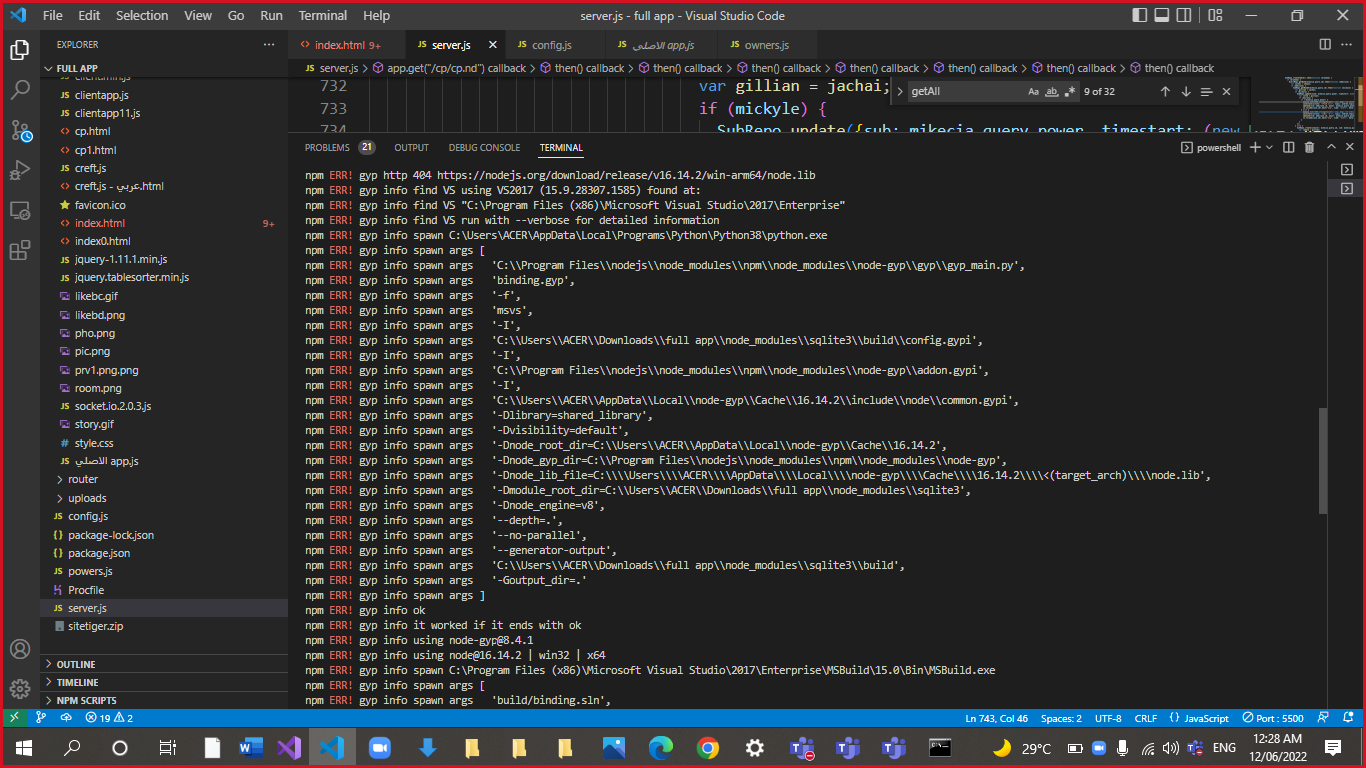 File Edit Selection View Go Run Terminal Help
server.js - full app - Visual Studio Code
EXPLORER
FULL APP
clientapp.js
clientapp11.js
cp.html
cp1.html
creft.js
creft.js - عربي.html
favicon.ico
index.html 9+
index0.html
jquery-1.11.1.min.js
jquery.tablesorter.min.js
likebc.gif
likebd.png
pho.png
pic.png
prv1.png.png
room.png
socket.io.2.0.3.js
story.gif
style.css
الاصلي app.js
router
uploads
config.js
package-lock.json
package.json
powers.js
Procfile
server.js
sitetiger.zip
OUTLINE
TIMELINE
NPM SCRIPTS
index.html 9+ server.js config.js الاصلي app.js owners.js
server.js > app.get("/cp/cp.nd") callback > then() callback > then() callback > then() callback > then() callback > then() callback > then() callback > then() callback
732 var gillian = jachai;
733 if (mickyle) {
734 SubRepo.update({sub: mikecia.query.power, timestart: (new
getAll Aa ab 9 of 32
PROBLEMS 21 OUTPUT DEBUG CONSOLE TERMINAL powershell
npm ERR! gyp http 404 https://nodejs.org/download/release/v16.14.2/win-arm64/node.lib
npm ERR! gyp info find VS using VS2017 (15.9.28307.1585) found at:
npm ERR! gyp info find VS "C:\Program Files (x86)\Microsoft Visual Studio\2017\Enterprise"
npm ERR! gyp info find VS run with --verbose for detailed information
npm ERR! gyp info spawn C:\Users\ACER\AppData\Local\Programs\Python\Python38\python.exe
npm ERR! gyp info spawn args [
npm ERR! gyp info spawn args 'C:\\Program Files\\nodejs\\node_modules\\npm\\node_modules\\node-gyp\\gyp\\gyp_main.py',
npm ERR! gyp info spawn args 'binding.gyp',
npm ERR! gyp info spawn args '-f',
npm ERR! gyp info spawn args 'msvs',
npm ERR! gyp info spawn args '-I',
npm ERR! gyp info spawn args 'C:\\Users\\ACER\\Downloads\\full app\\node_modules\\sqlite3\\build\\config.gypi',
npm ERR! gyp info spawn args '-I',
npm ERR! gyp info spawn args 'C:\\Program Files\\nodejs\\node_modules\\npm\\node_modules\\node-gyp\\addon.gypi',
npm ERR! gyp info spawn args '-I',
npm ERR! gyp info spawn args 'C:\\Users\\ACER\\AppData\\Local\\node-gyp\\Cache\\16.14.2\\include\\node\\common.gypi',
npm ERR! gyp info spawn args '-Dlibrary=shared_library',
npm ERR! gyp info spawn args '-Dvisibility=default',
npm ERR! gyp info spawn args '-Dnode_root_dir=C:\\Users\\ACER\\AppData\\Local\\node-gyp\\Cache\\16.14.2',
npm ERR! gyp info spawn args '-Dnode_gyp_dir=C:\\Program Files\\nodejs\\node_modules\\npm\\node_modules\\node-gyp',
npm ERR! gyp info spawn args '-Dnode_lib_file=C:\\\\Users\\\\ACER\\\\AppData\\\\Local\\\\node-gyp\\\\Cache\\\\16.14.2\\\\<(target_arch)\\\\node.lib',
npm ERR! gyp info spawn args '-Dmodule_root_dir=C:\\Users\\ACER\\Downloads\\full app\\node_modules\\sqlite3',
npm ERR! gyp info spawn args '-Dnode_engine=v8',
npm ERR! gyp info spawn args '--depth=.',
npm ERR! gyp info spawn args '--no-parallel',
npm ERR! gyp info spawn args '--generator-output',
npm ERR! gyp info spawn args 'C:\\Users\\ACER\\Downloads\\full app\\node_modules\\sqlite3\\build',
npm ERR! gyp info spawn args '-Goutput_dir=.'
npm ERR! gyp info spawn args ]
npm ERR! gyp info ok
npm ERR! gyp info it worked if it ends with ok
npm ERR! gyp info using node-gyp@8.4.1
npm ERR! gyp info using node@16.14.2 | win32 | x64
npm ERR! gyp info spawn C:\Program Files (x86)\Microsoft Visual Studio\2017\Enterprise\MSBuild\15.0\Bin\MSBuild.exe
npm ERR! gyp info spawn args [
npm ERR! gyp info spawn args 'build/binding.sln',
19 2 Ln 743, Col 46 Spaces: 2 UTF-8 CRLF JavaScript Port : 5500
29°C ENG 12:28 AM
12/06/2022